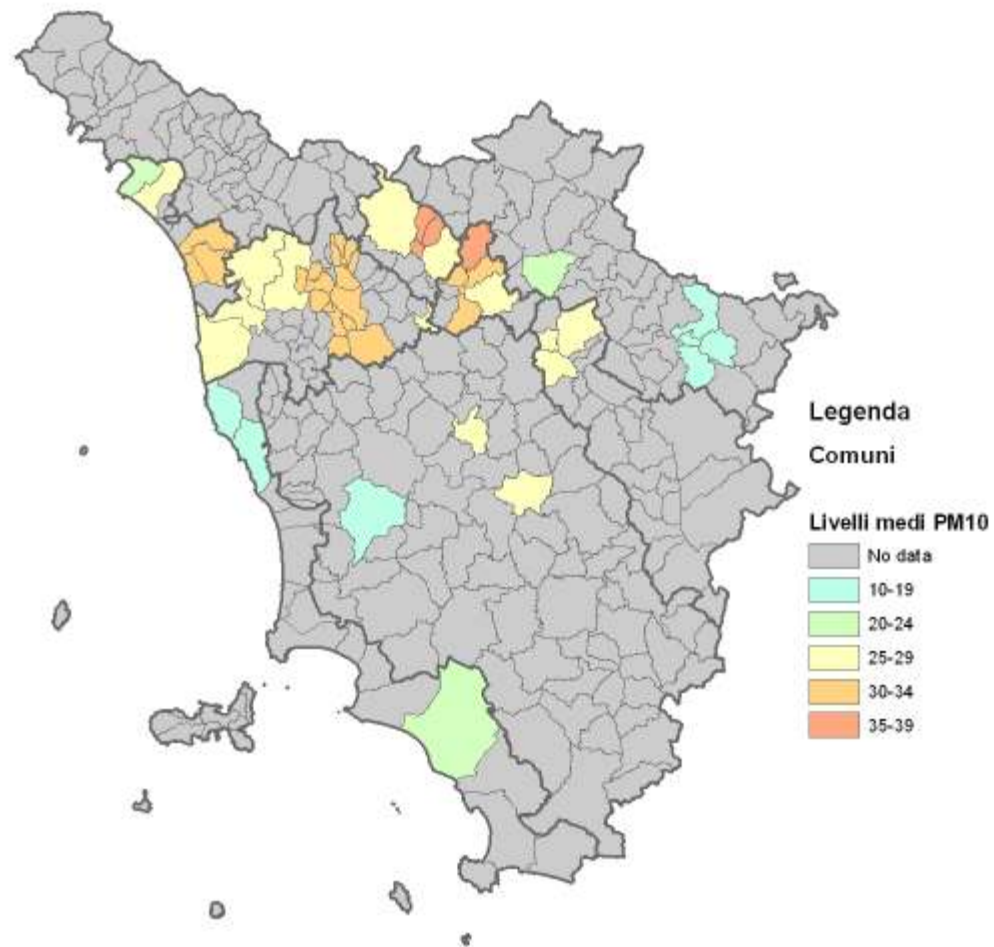 Legenda
Comuni
Livelli medi PM10
No data
10-19
20-24
25-29
30-34
35-39